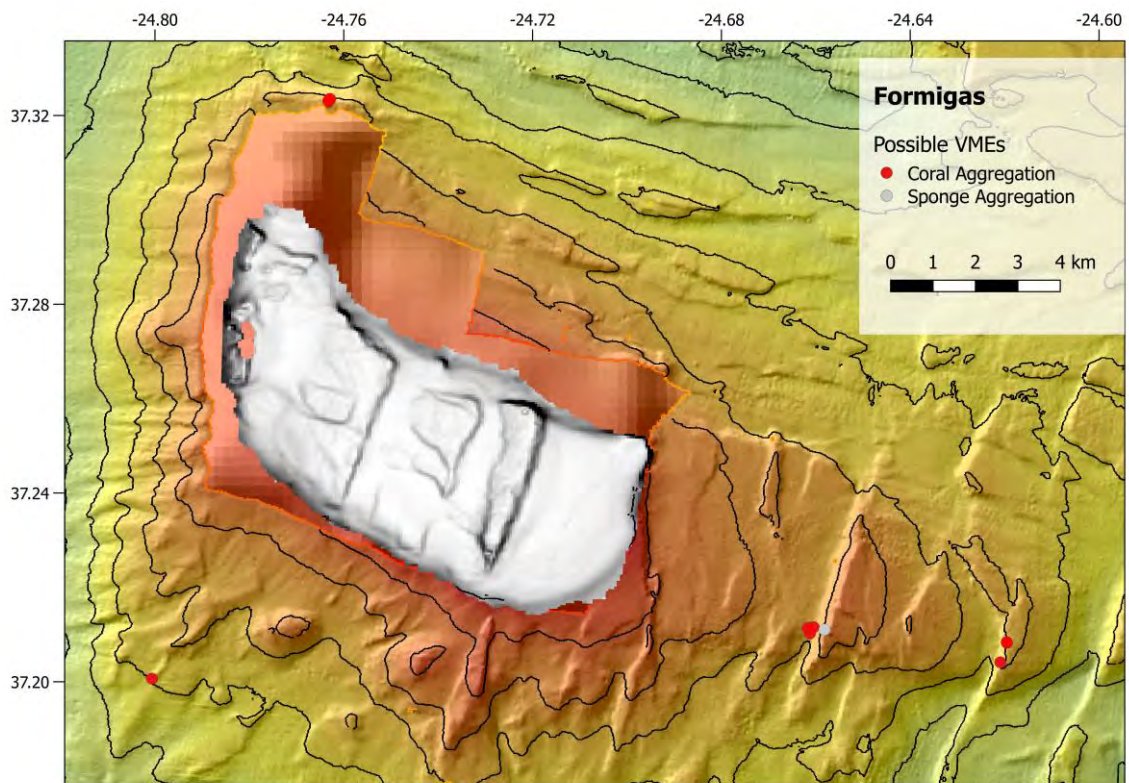 -24.80 -24.76 -24.72 -24.68 -24.64 -24.60
37.32
37.28
37.24
37.20
Formigas
Possible VMEs
Coral Aggregation
Sponge Aggregation
0 1 2 3 4 km